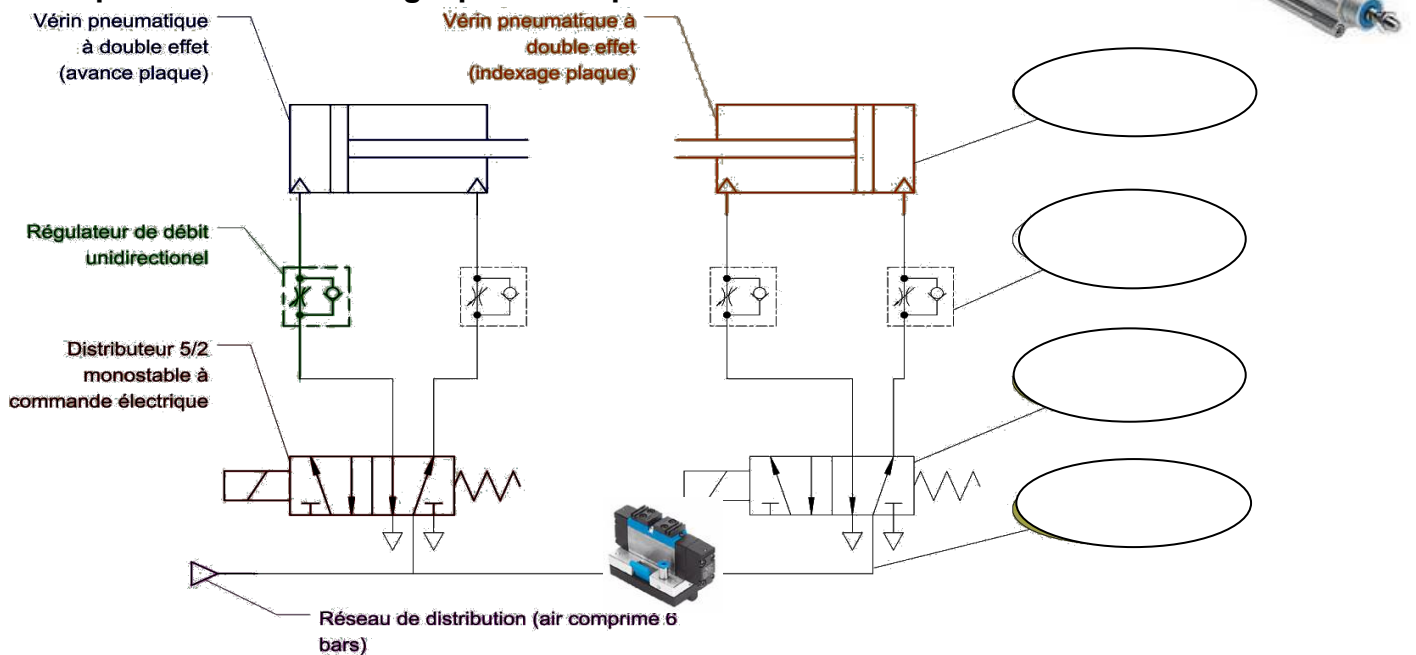 Vérin pneumatique
à double effet
(avance plaque)
Vérin pneumatique à
double effet
(indexage plaque)
Régulateur de débit
unidirectionel
Distributeur 5/2
monostable à
commande électrique
Réseau de distribution (air comprimé 6
bars)